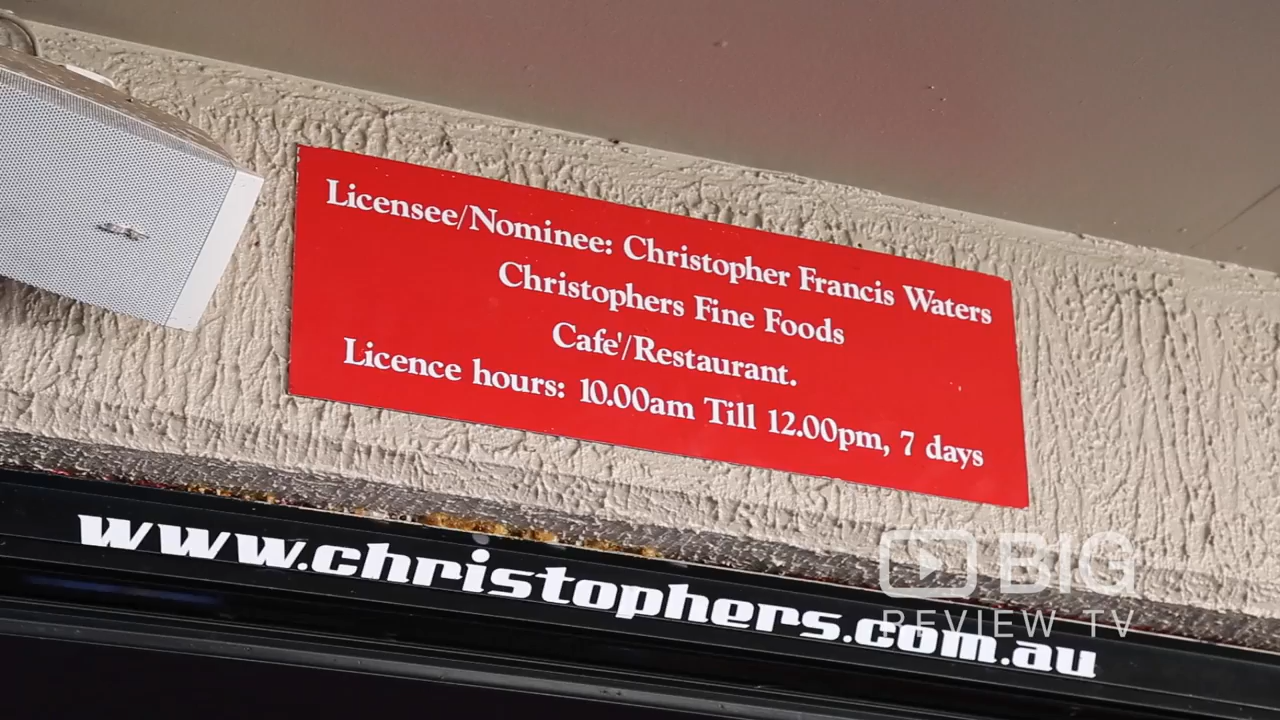 Licensee/Nominee: Christopher Francis Waters
Christophers Fine Foods
Cafe'/Restaurant.
Licence hours: 10.00am Till 12.00pm, 7 days
www.christophers.com.au
BIG
REVIEW TV